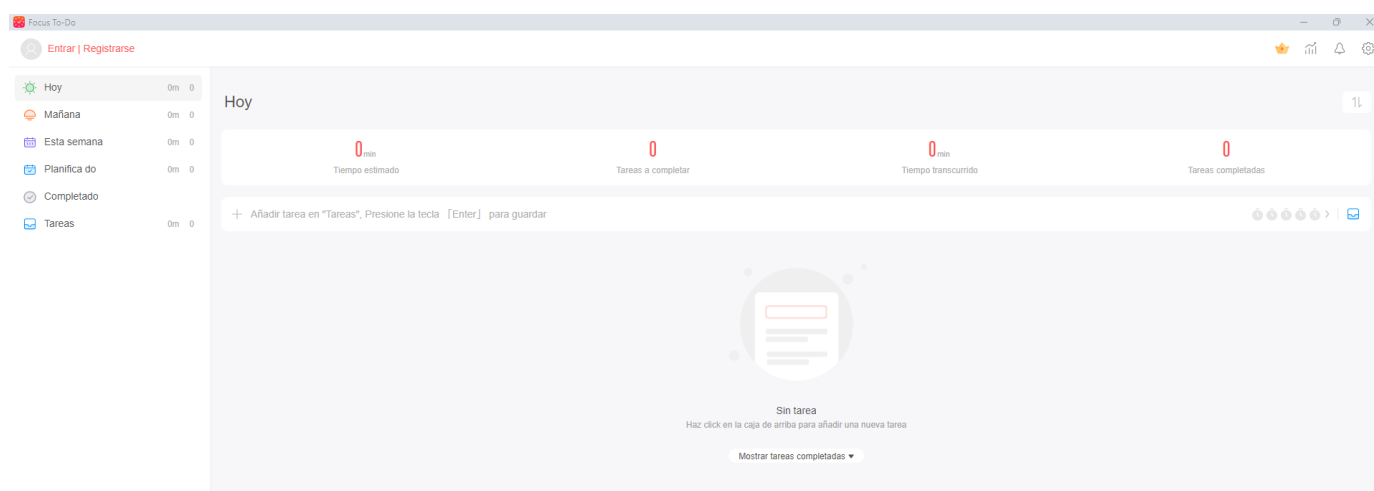 Focus To-Do
Entrar | Registrarse
Hoy 0m 0
Mañana 0m 0
Esta semana 0m 0
Planifica do 0m 0
Completado
Tareas 0m 0
Hoy
0 min
Tiempo estimado
0
Tareas a completar
0 min
Tiempo transcurrido
0
Tareas completadas
Añadir tarea en "Tareas", Presione la tecla ｢Enter｣ para guardar
Sin tarea
Haz click en la caja de arriba para añadir una nueva tarea
Mostrar tareas completadas